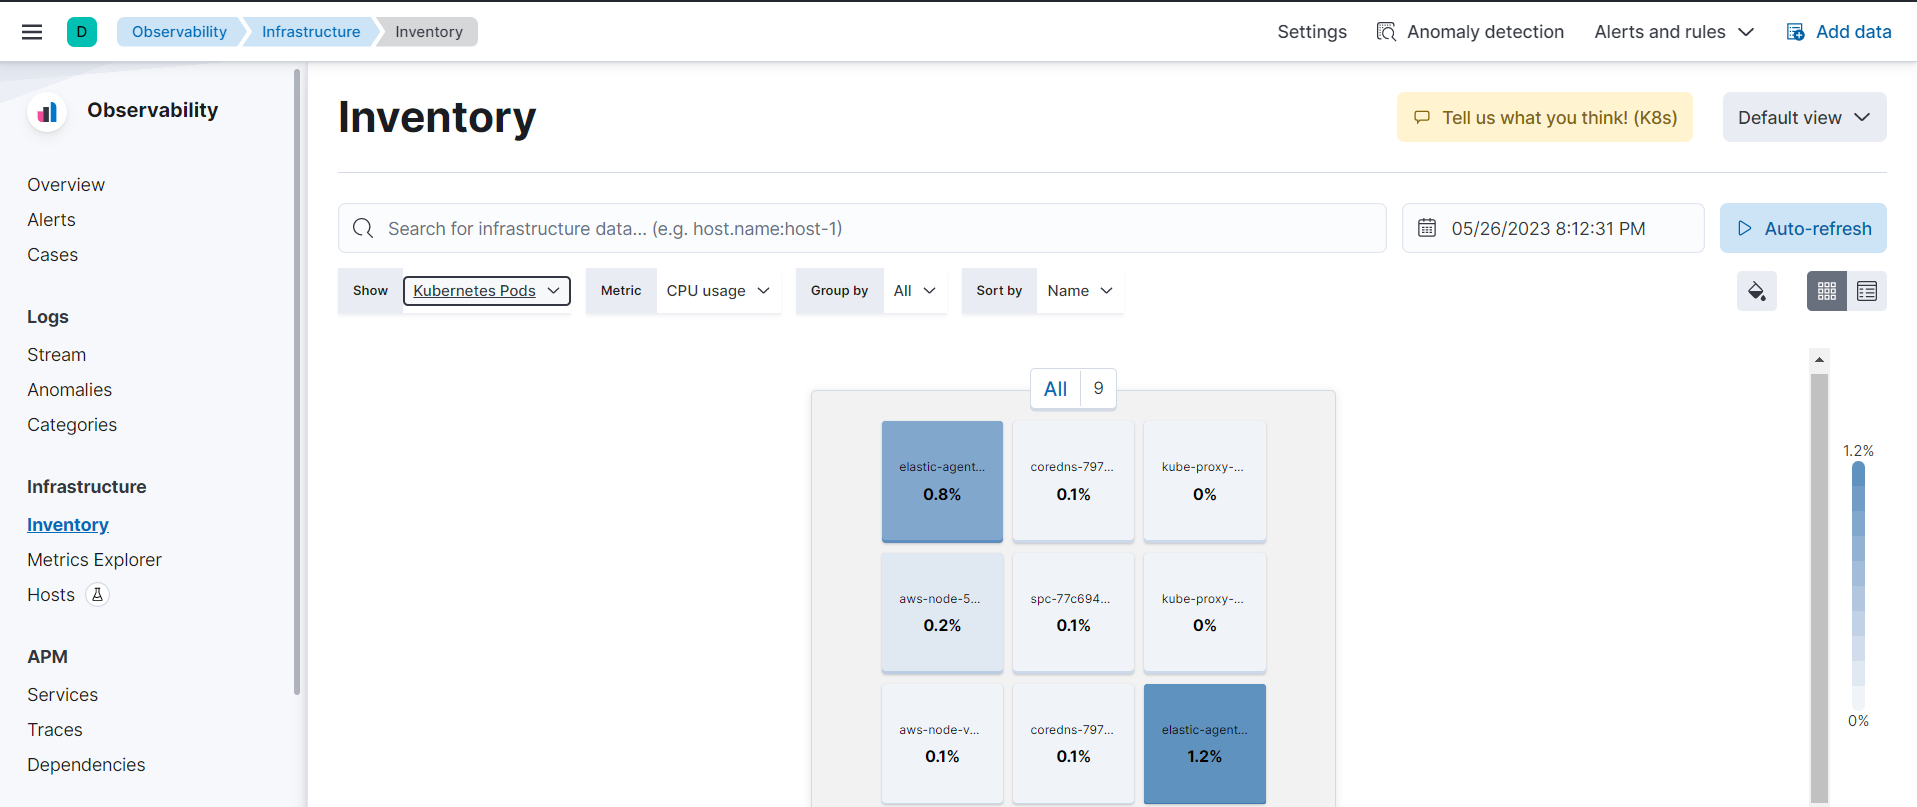 D
Observability
Infrastructure
Inventory
Settings
Anomaly detection
Alerts and rules
Add data
Observability
Overview
Alerts
Cases
Logs
Stream
Anomalies
Categories
Infrastructure
Inventory
Metrics Explorer
Hosts
APM
Services
Traces
Dependencies
Inventory
Tell us what you think! (K8s)
Default view
Search for infrastructure data... (e.g. host.name:host-1)
05/26/2023 8:12:31 PM
Auto-refresh
Show
Kubernetes Pods
Metric
CPU usage
Group by
All
Sort by
Name
All
9
elastic-agent...
0.8%
coredns-797...
0.1%
kube-proxy-...
0%
aws-node-5...
0.2%
spc-77c694...
0.1%
kube-proxy-...
0%
aws-node-v...
0.1%
coredns-797...
0.1%
elastic-agent...
1.2%
1.2%
0%